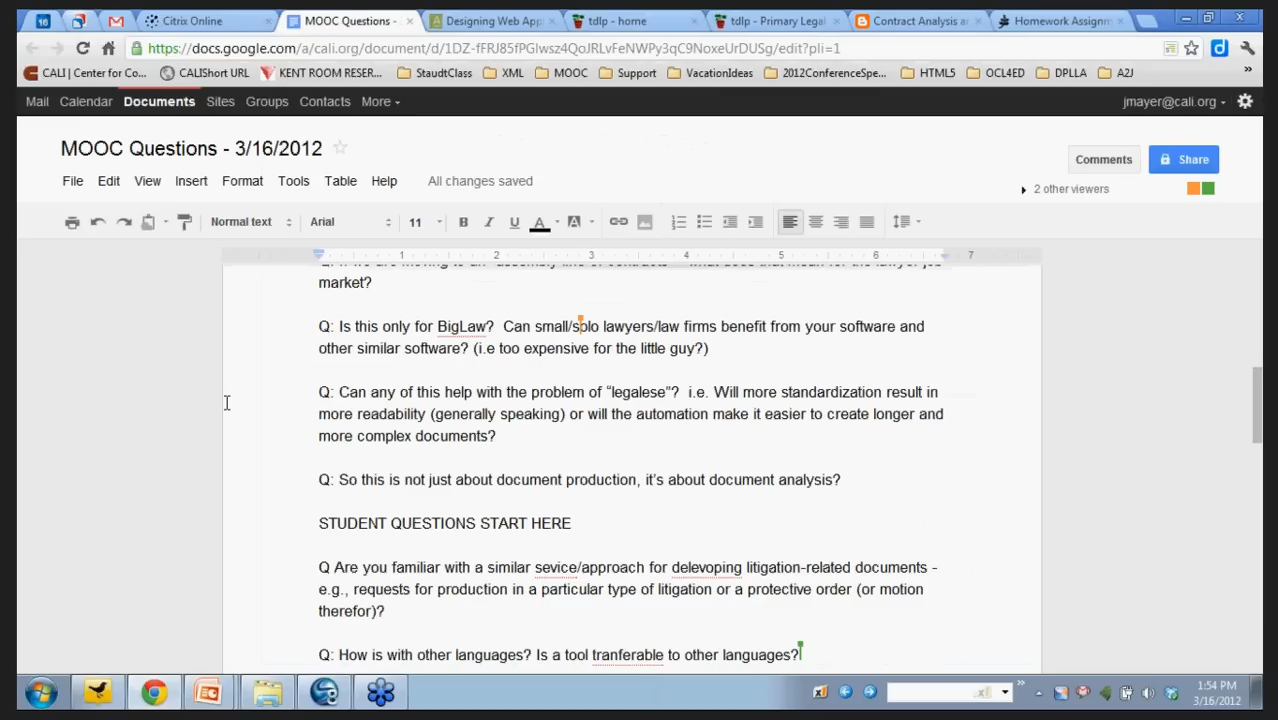 Citrix Online
MOOC Questions -
Designing Web App
tdlp - home
tdlp - Primary Legal
Contract Analysis a
Homework Assignm
https://docs.google.com/a/cali.org/document/d/1DZ-fFRJ85fPGlwsz4QoJRLvFeNWPy3qC9NoxeUrDUSg/edit?pli=1
CALI | Center for Co...
CALIShort URL
KENT ROOM RESER...
StaudtClass
XML
MOOC
Support
VacationIdeas
2012ConferenceSpe...
HTML5
OCL4ED
DPLLA
A2J
Mail Calendar Documents Sites Groups Contacts More
jmayer@cali.org
MOOC Questions - 3/16/2012
Comments
Share
File Edit View Insert Format Tools Table Help All changes saved
2 other viewers
Normal text Arial 11 B I U A A
1 2 3 4 5 6 7
market?
Q: Is this only for BigLaw? Can small/solo lawyers/law firms benefit from your software and
other similar software? (i.e too expensive for the little guy?)
Q: Can any of this help with the problem of “legalese”? i.e. Will more standardization result in
more readability (generally speaking) or will the automation make it easier to create longer and
more complex documents?
Q: So this is not just about document production, it’s about document analysis?
STUDENT QUESTIONS START HERE
Q Are you familiar with a similar sevice/approach for delevoping litigation-related documents -
e.g., requests for production in a particular type of litigation or a protective order (or motion
therefor)?
Q: How is with other languages? Is a tool tranferable to other languages?
1:54 PM
3/16/2012